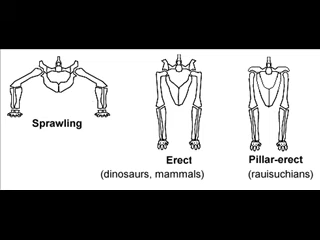 Sprawling
Erect
(dinosaurs, mammals)
Pillar-erect
(rauisuchians)